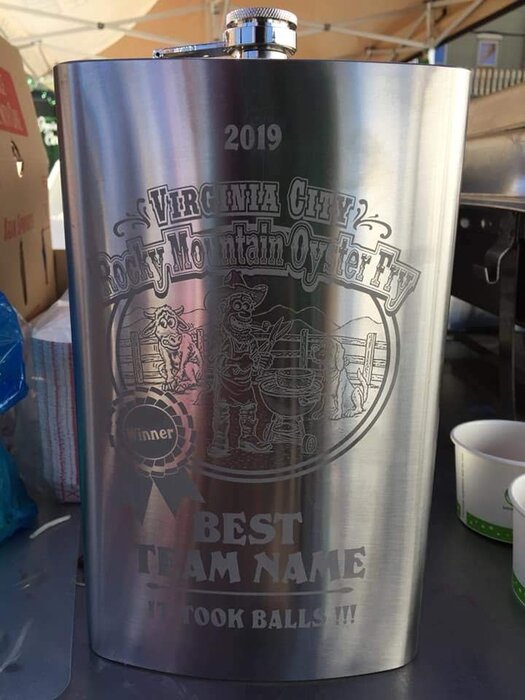 2019
VIRGINIA CITY
Rocky Mountain Oyster Fry
Winner
BEST
TEAM NAME
IT TOOK BALLS !!!